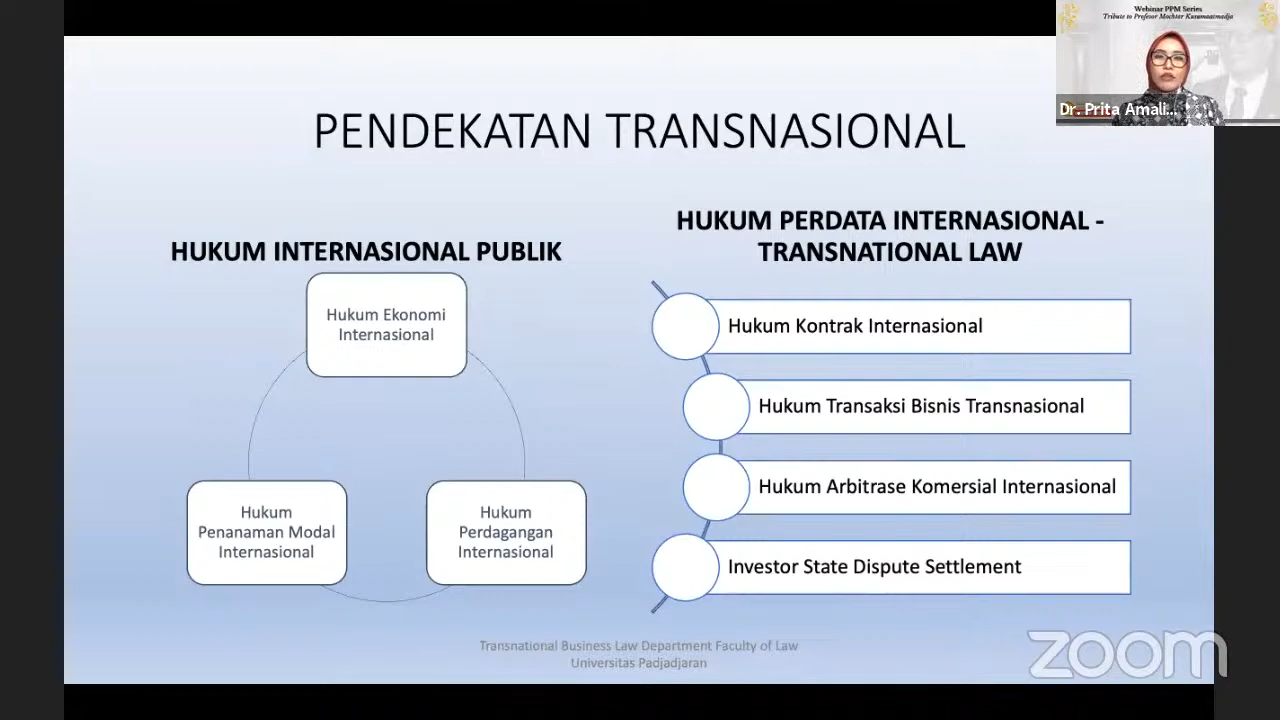 Webinar PPM Series
Tribute to Profesor Mochtar Kusumaatmadja
Dr. Prita Amali...
PENDEKATAN TRANSNASIONAL
HUKUM INTERNASIONAL PUBLIK
Hukum Ekonomi
Internasional
Hukum
Penanaman Modal
Internasional
Hukum
Perdagangan
Internasional
HUKUM PERDATA INTERNASIONAL -
TRANSNATIONAL LAW
Hukum Kontrak Internasional
Hukum Transaksi Bisnis Transnasional
Hukum Arbitrase Komersial Internasional
Investor State Dispute Settlement
Transnational Business Law Department Faculty of Law
Universitas Padjadjaran
zoom